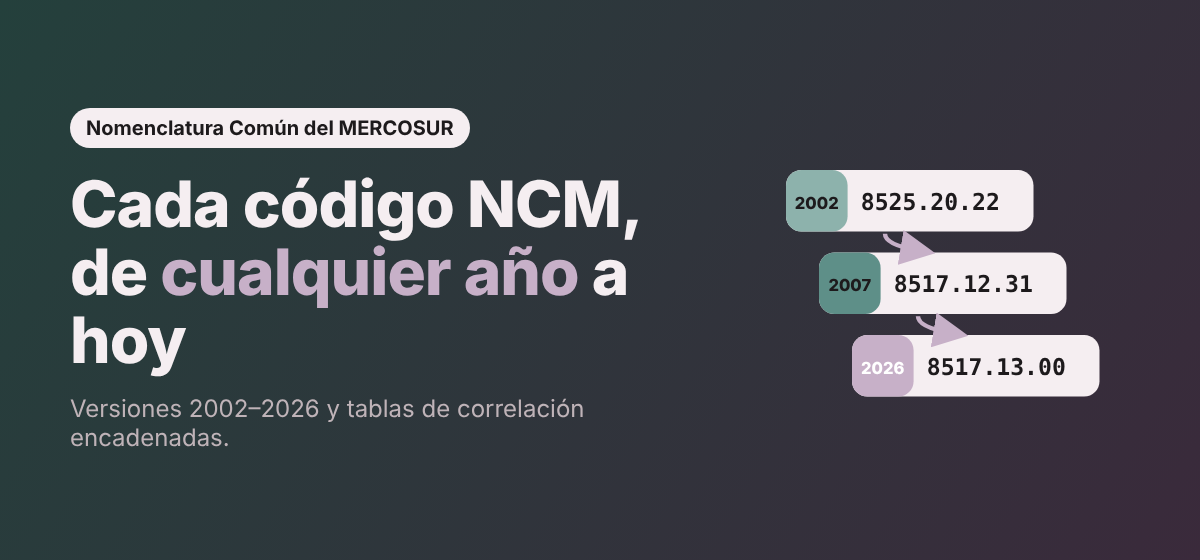 Nomenclatura Común del MERCOSUR
Cada código NCM,
de cualquier año a
hoy
Versiones 2002–2026 y tablas de correlación
encadenadas.
2002 8525.20.22
2007 8517.12.31
2026 8517.13.00